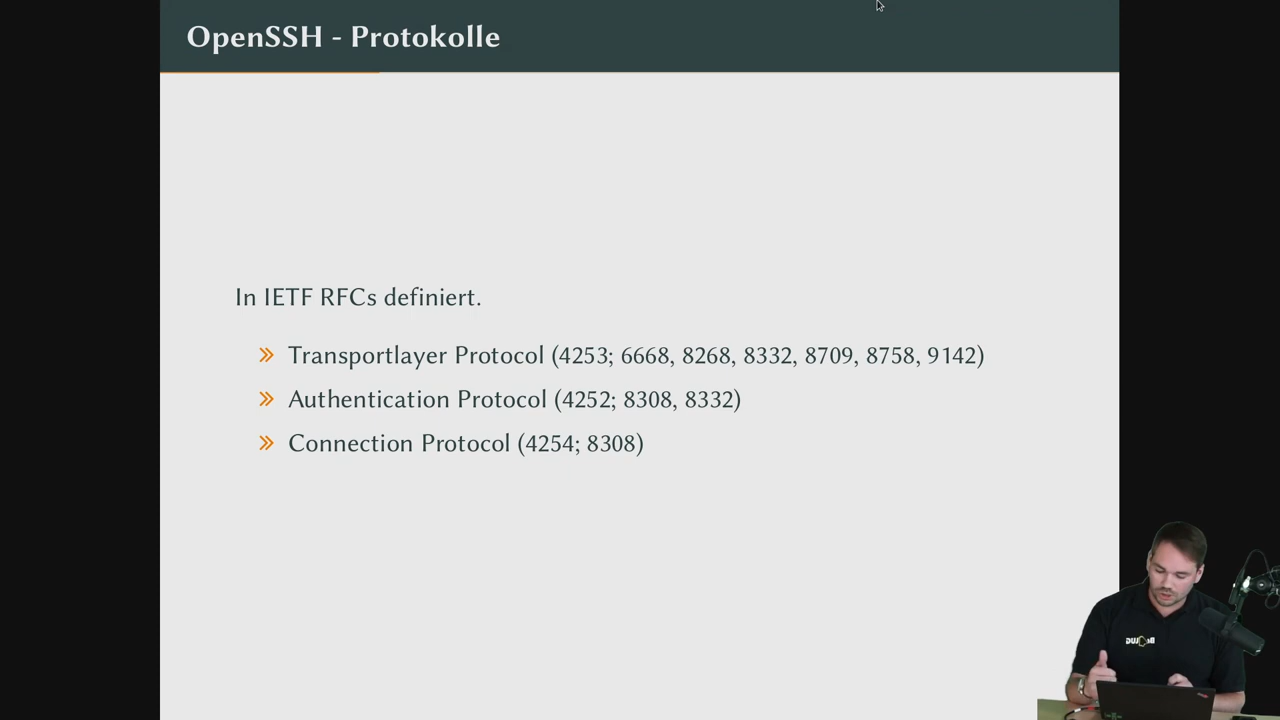 OpenSSH - Protokolle
In IETF RFCs definiert.
» Transportlayer Protocol (4253; 6668, 8268, 8332, 8709, 8758, 9142)
» Authentication Protocol (4252; 8308, 8332)
» Connection Protocol (4254; 8308)